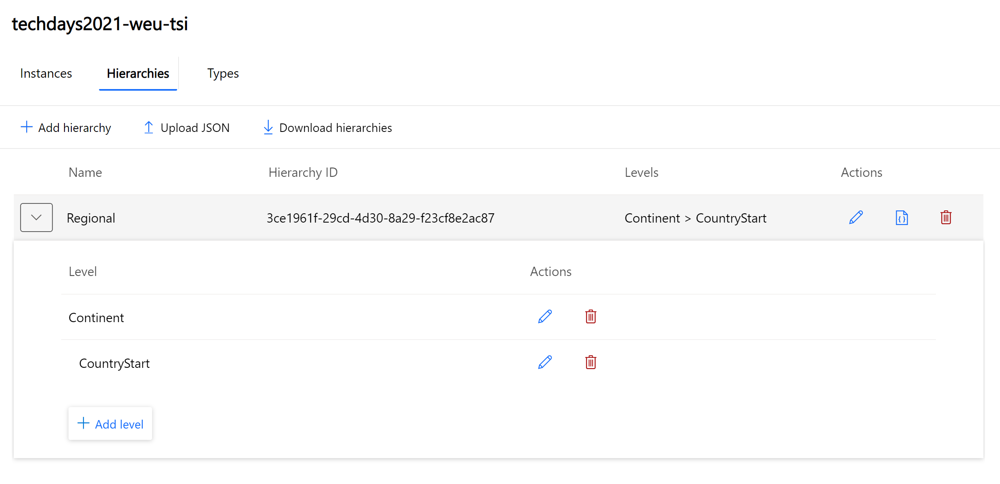 techdays2021-weu-tsi
Instances Hierarchies Types
Add hierarchy Upload JSON Download hierarchies
Name Hierarchy ID Levels Actions
Regional 3ce1961f-29cd-4d30-8a29-f23cf8e2ac87 Continent > CountryStart
Level Actions
Continent
CountryStart
Add level